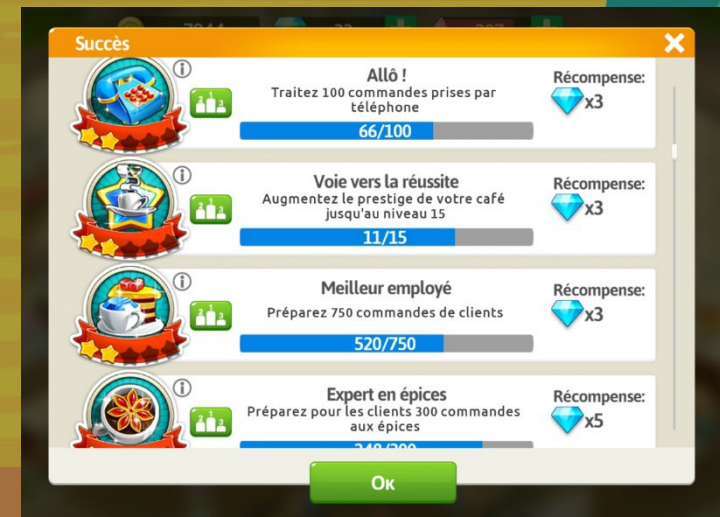 Succès
Allô !
Traitez 100 commandes prises par
téléphone
66/100
Récompense:
x3
Voie vers la réussite
Augmentez le prestige de votre café
jusqu'au niveau 15
11/15
Récompense:
x3
Meilleur employé
Préparez 750 commandes de clients
520/750
Récompense:
x3
Expert en épices
Préparez pour les clients 300 commandes
aux épices
Récompense:
x5
Ок